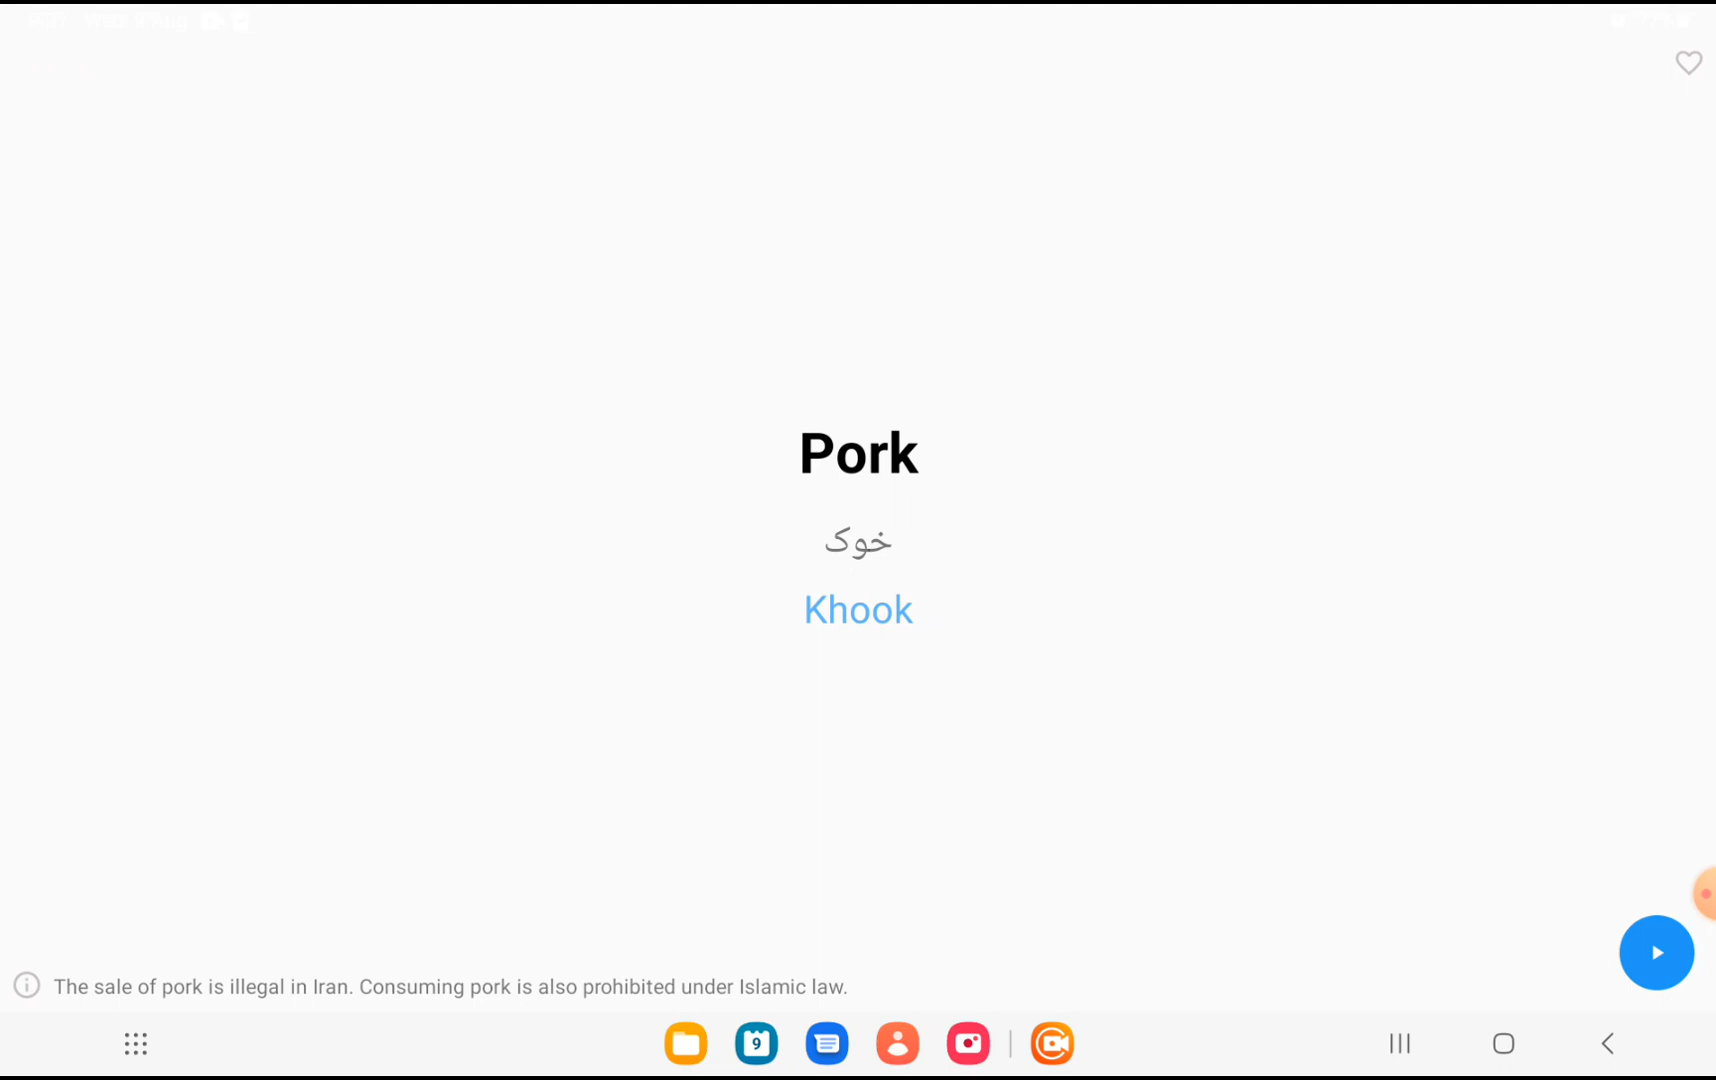 Pork
خوک
Khook
The sale of pork is illegal in Iran. Consuming pork is also prohibited under Islamic law.
9